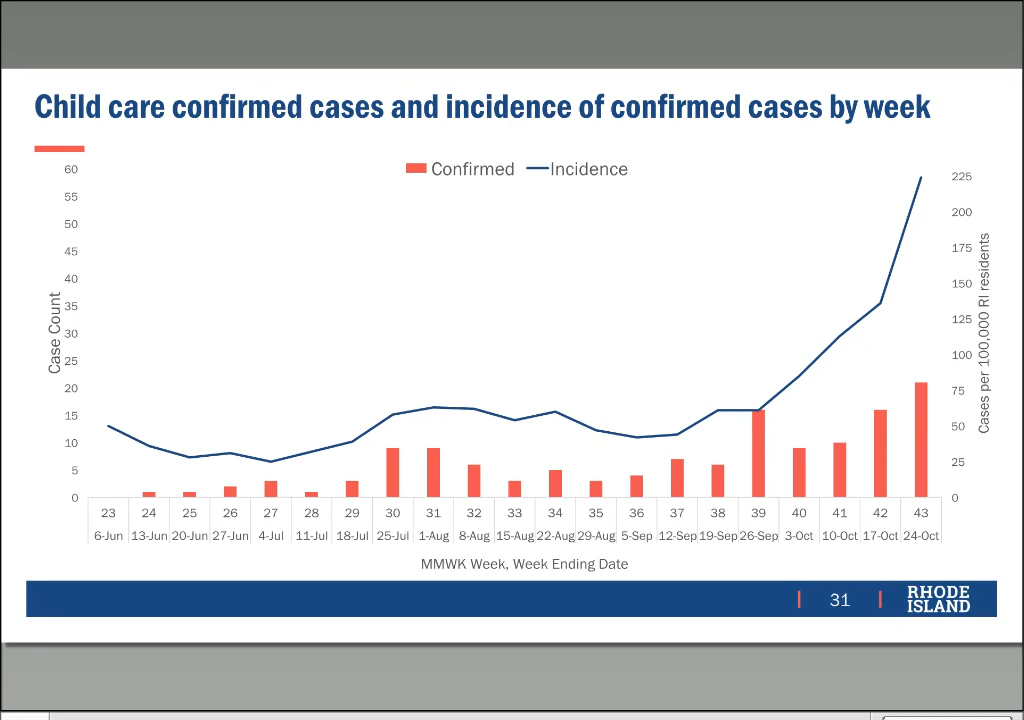 Child care confirmed cases and incidence of confirmed cases by week
Confirmed Incidence
Case Count
60
55
50
45
40
35
30
25
20
15
10
5
0
225
200
175
150
125
100
75
50
25
0
Cases per 100,000 RI residents
23 24 25 26 27 28 29 30 31 32 33 34 35 36 37 38 39 40 41 42 43
6-Jun 13-Jun 20-Jun 27-Jun 4-Jul 11-Jul 18-Jul 25-Jul 1-Aug 8-Aug 15-Aug 22-Aug 29-Aug 5-Sep 12-Sep 19-Sep 26-Sep 3-Oct 10-Oct 17-Oct 24-Oct
MMWK Week, Week Ending Date
31
RHODE
ISLAND